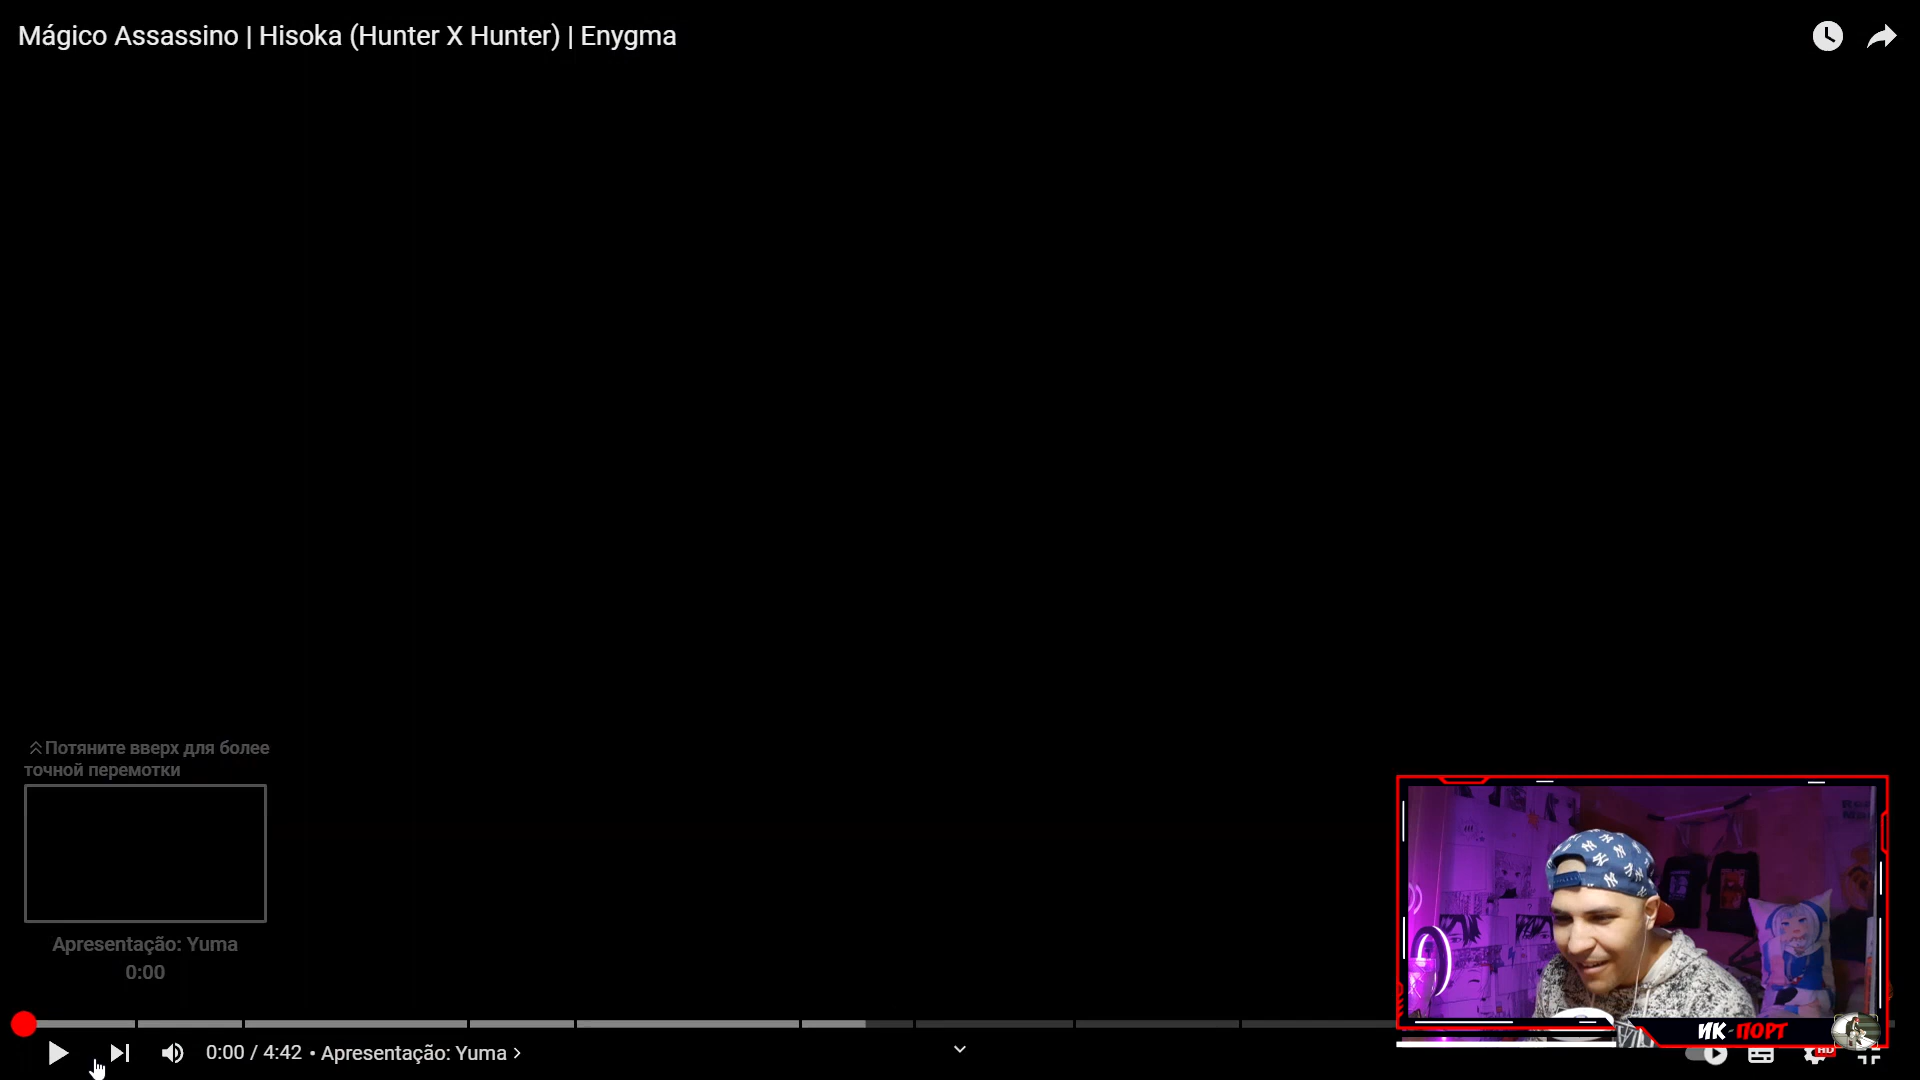 Mágico Assassino | Hisoka (Hunter X Hunter) | Enygma
Потяните вверх для более
точной перемотки
Apresentação: Yuma
0:00
0:00 / 4:42 • Apresentação: Yuma >
ИК-ПОРТ
HD